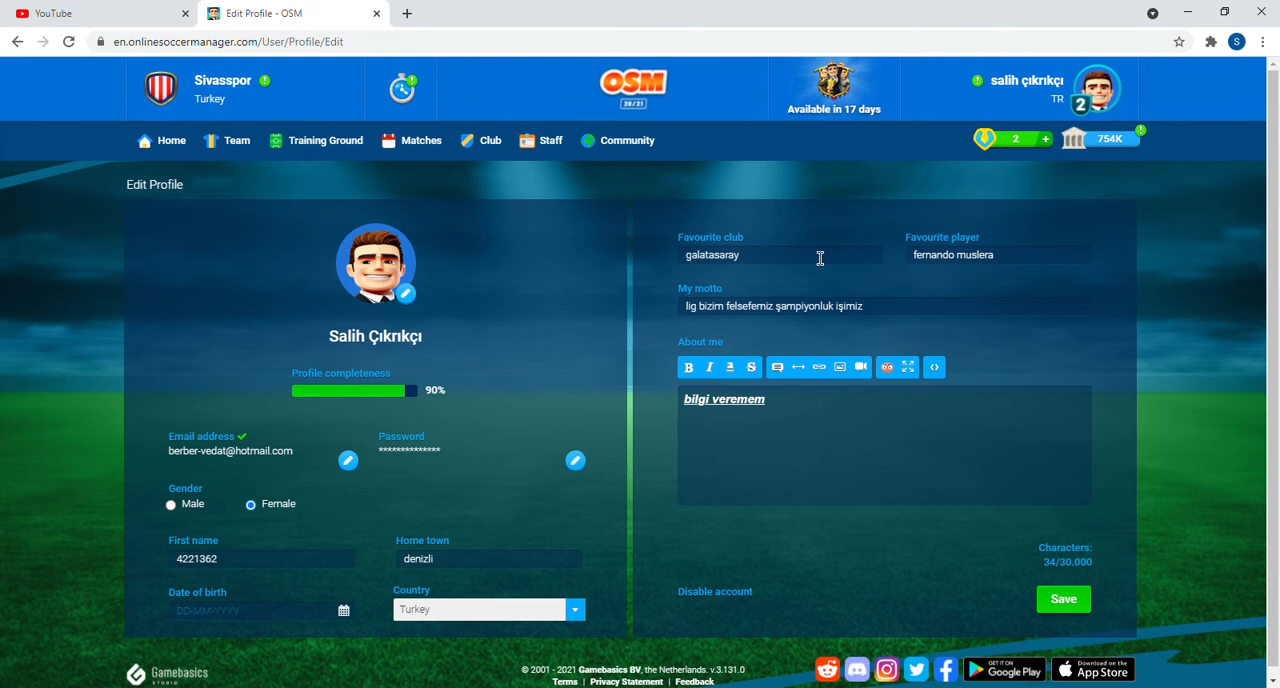 YouTube
Edit Profile - OSM
en.onlinesoccermanager.com/User/Profile/Edit
S
Sivasspor
Turkey
OSM
20/21
Available in 17 days
salih çıkrıkçı
TR
2
Home
Team
Training Ground
Matches
Club
Staff
Community
2
754K
Edit Profile
Salih Çıkrıkçı
Profile completeness
90%
Email address
berber-vedat@hotmail.com
Password
**************
Gender
Male
Female
First name
4221362
Home town
denizli
Date of birth
DD-MM-YYYY
Country
Turkey
Favourite club
galatasaray
Favourite player
fernando muslera
My motto
lig bizim felsefemiz şampiyonluk işimiz
About me
B I a S
bilgi veremem
Characters:
34/30.000
Disable account
Save
Gamebasics
STUDIO
© 2001 - 2021 Gamebasics BV, the Netherlands. v.3.131.0
Terms | Privacy Statement | Feedback
GET IT ON
Google Play
Download on the
App Store